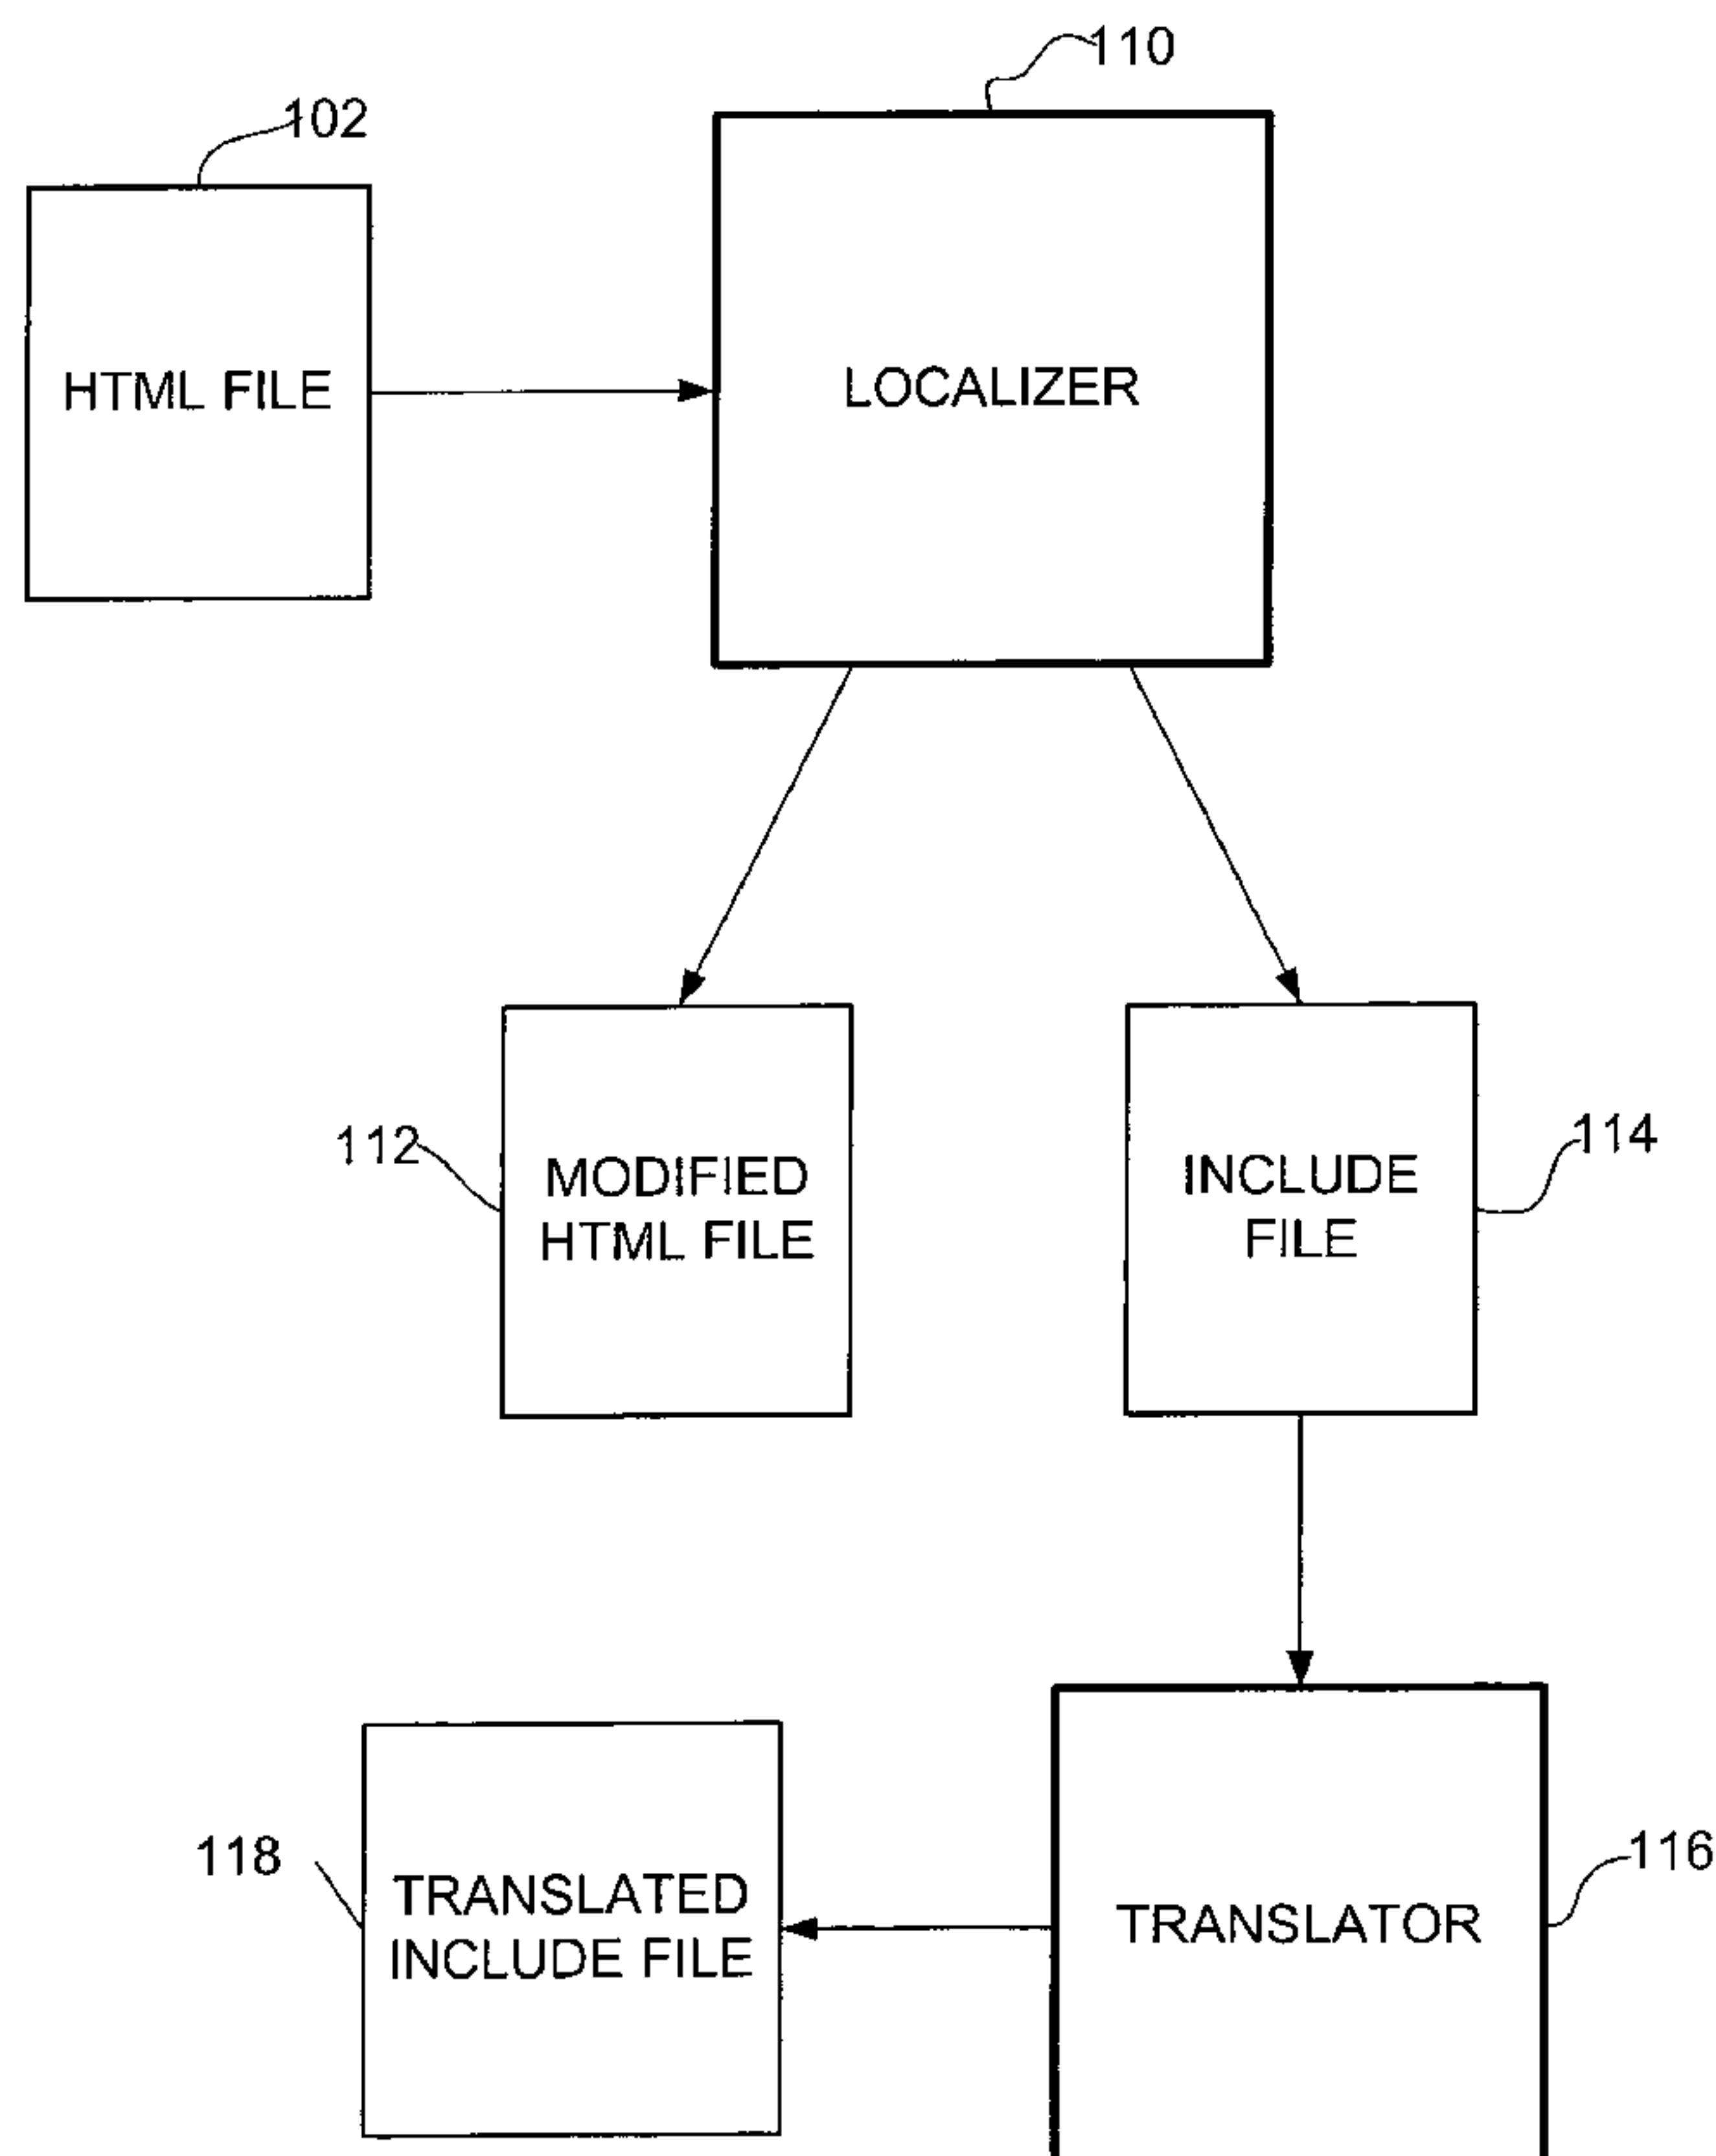 110
102
HTML FILE
LOCALIZER
112
MODIFIED
HTML FILE
INCLUDE
FILE
114
118
TRANSLATED
INCLUDE FILE
TRANSLATOR
116